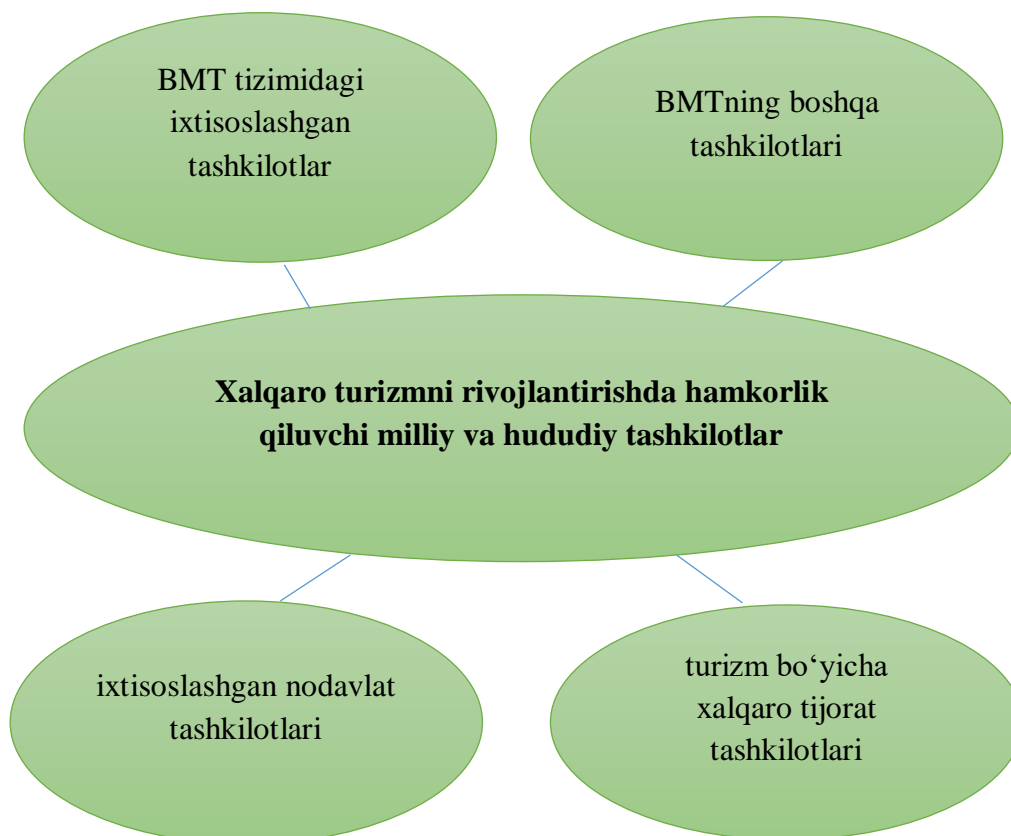 BMT tizimidagi
ixtisoslashgan
tashkilotlar
BMTning boshqa
tashkilotlari
Xalqaro turizmni rivojlantirishda hamkorlik
qiluvchi milliy va hududiy tashkilotlar
ixtisoslashgan nodavlat
tashkilotlari
turizm bo‘yicha
xalqaro tijorat
tashkilotlari